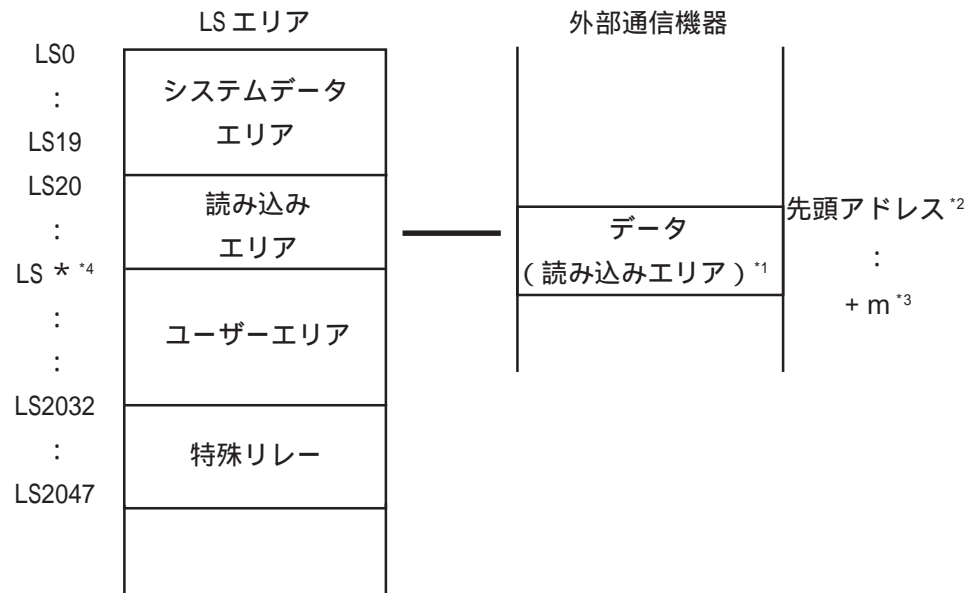 LSエリア
外部通信機器
LS0
:
LS19
LS20
:
LS * *4
:
:
LS2032
:
LS2047
システムデータ
エリア
読み込み
エリア
ユーザーエリア
特殊リレー
データ
(読み込みエリア) *1
先頭アドレス *2
:
+ m *3